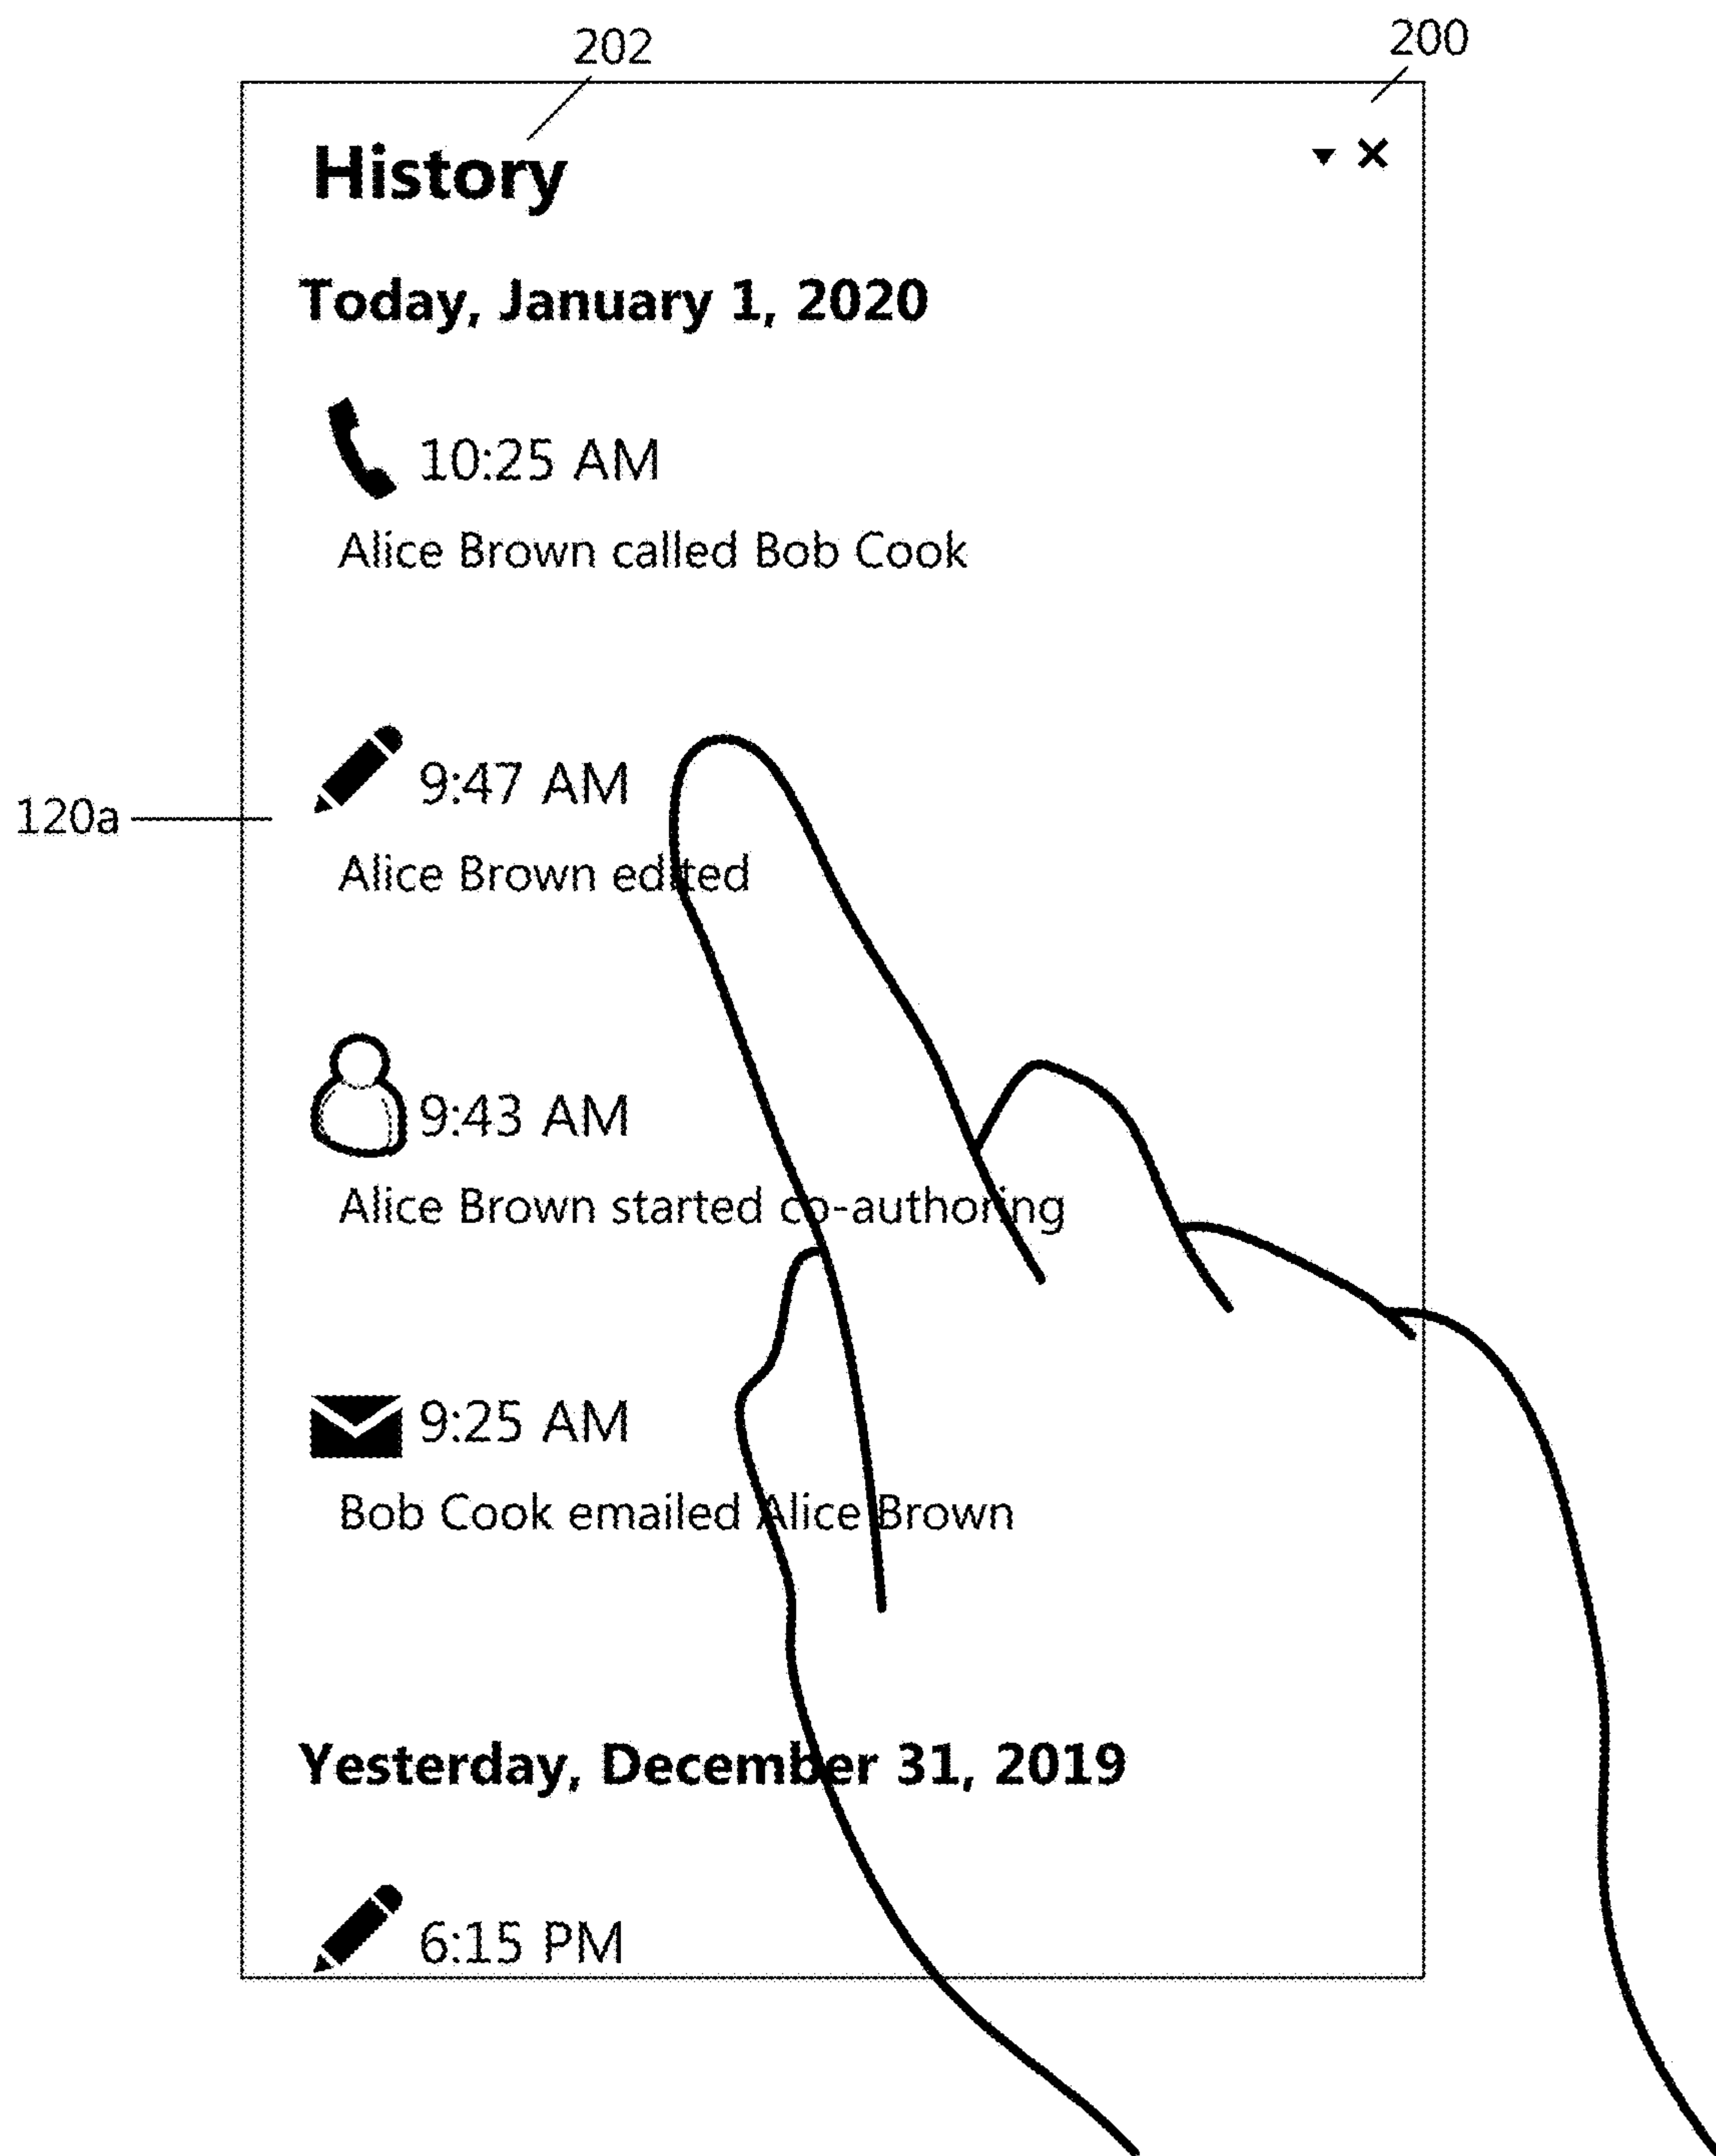 202
200
History
Today, January 1, 2020
10:25 AM
Alice Brown called Bob Cook
9:47 AM
120a
Alice Brown edited
9:43 AM
Alice Brown started co-authoring
9:25 AM
Bob Cook emailed Alice Brown
Yesterday, December 31, 2019
6:15 PM